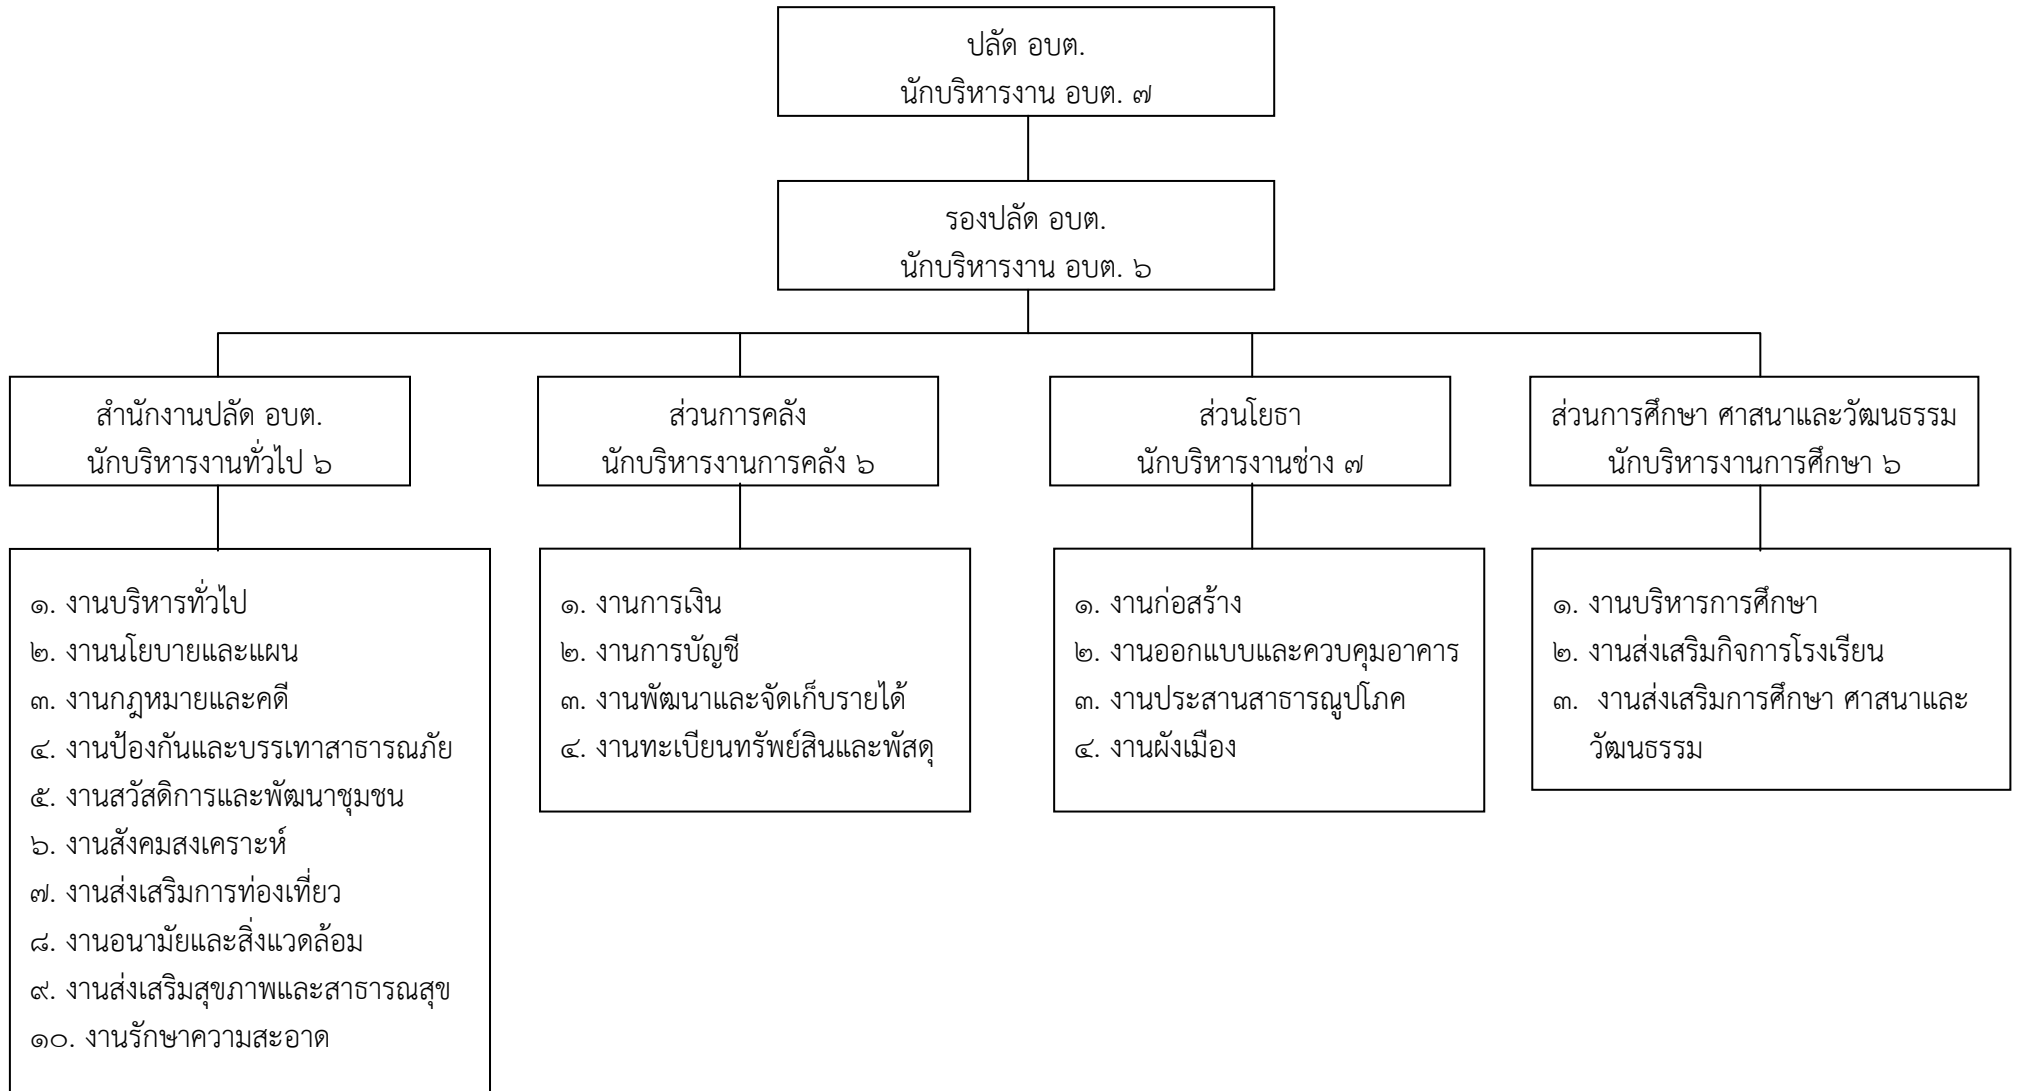 ปลัด อบต.
นักบริหารงาน อบต. ๗
รองปลัด อบต.
นักบริหารงาน อบต. ๖
สำนักงานปลัด อบต.
นักบริหารงานทั่วไป ๖
ส่วนการคลัง
นักบริหารงานการคลัง ๖
ส่วนโยธา
นักบริหารงานช่าง ๗
ส่วนการศึกษา ศาสนาและวัฒนธรรม
นักบริหารงานการศึกษา ๖
๑. งานบริหารทั่วไป
๒. งานนโยบายและแผน
๓. งานกฎหมายและคดี
๔. งานป้องกันและบรรเทาสาธารณภัย
๕. งานสวัสดิการและพัฒนาชุมชน
๖. งานสังคมสงเคราะห์
๗. งานส่งเสริมการท่องเที่ยว
๘. งานอนามัยและสิ่งแวดล้อม
๙. งานส่งเสริมสุขภาพและสาธารณสุข
๑๐. งานรักษาความสะอาด
๑. งานการเงิน
๒. งานการบัญชี
๓. งานพัฒนาและจัดเก็บรายได้
๔. งานทะเบียนทรัพย์สินและพัสดุ
๑. งานก่อสร้าง
๒. งานออกแบบและควบคุมอาคาร
๓. งานประสานสาธารณูปโภค
๔. งานผังเมือง
๑. งานบริหารการศึกษา
๒. งานส่งเสริมกิจการโรงเรียน
๓. งานส่งเสริมการศึกษา ศาสนาและ
วัฒนธรรม